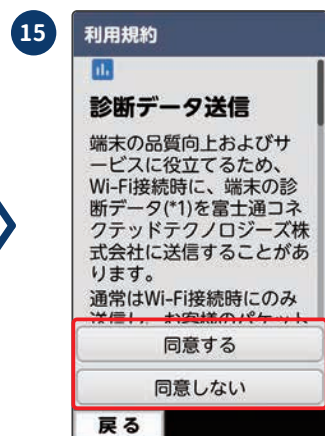 15
利用規約
診断データ送信
端末の品質向上およびサ
ービスに役立てるため、
Wi-Fi接続時に、端末の診
断データ(*1)を富士通コネ
クテッドテクノロジーズ株
式会社に送信することがあ
ります。
通常はWi-Fi接続時にのみ
同意する
同意しない
戻る